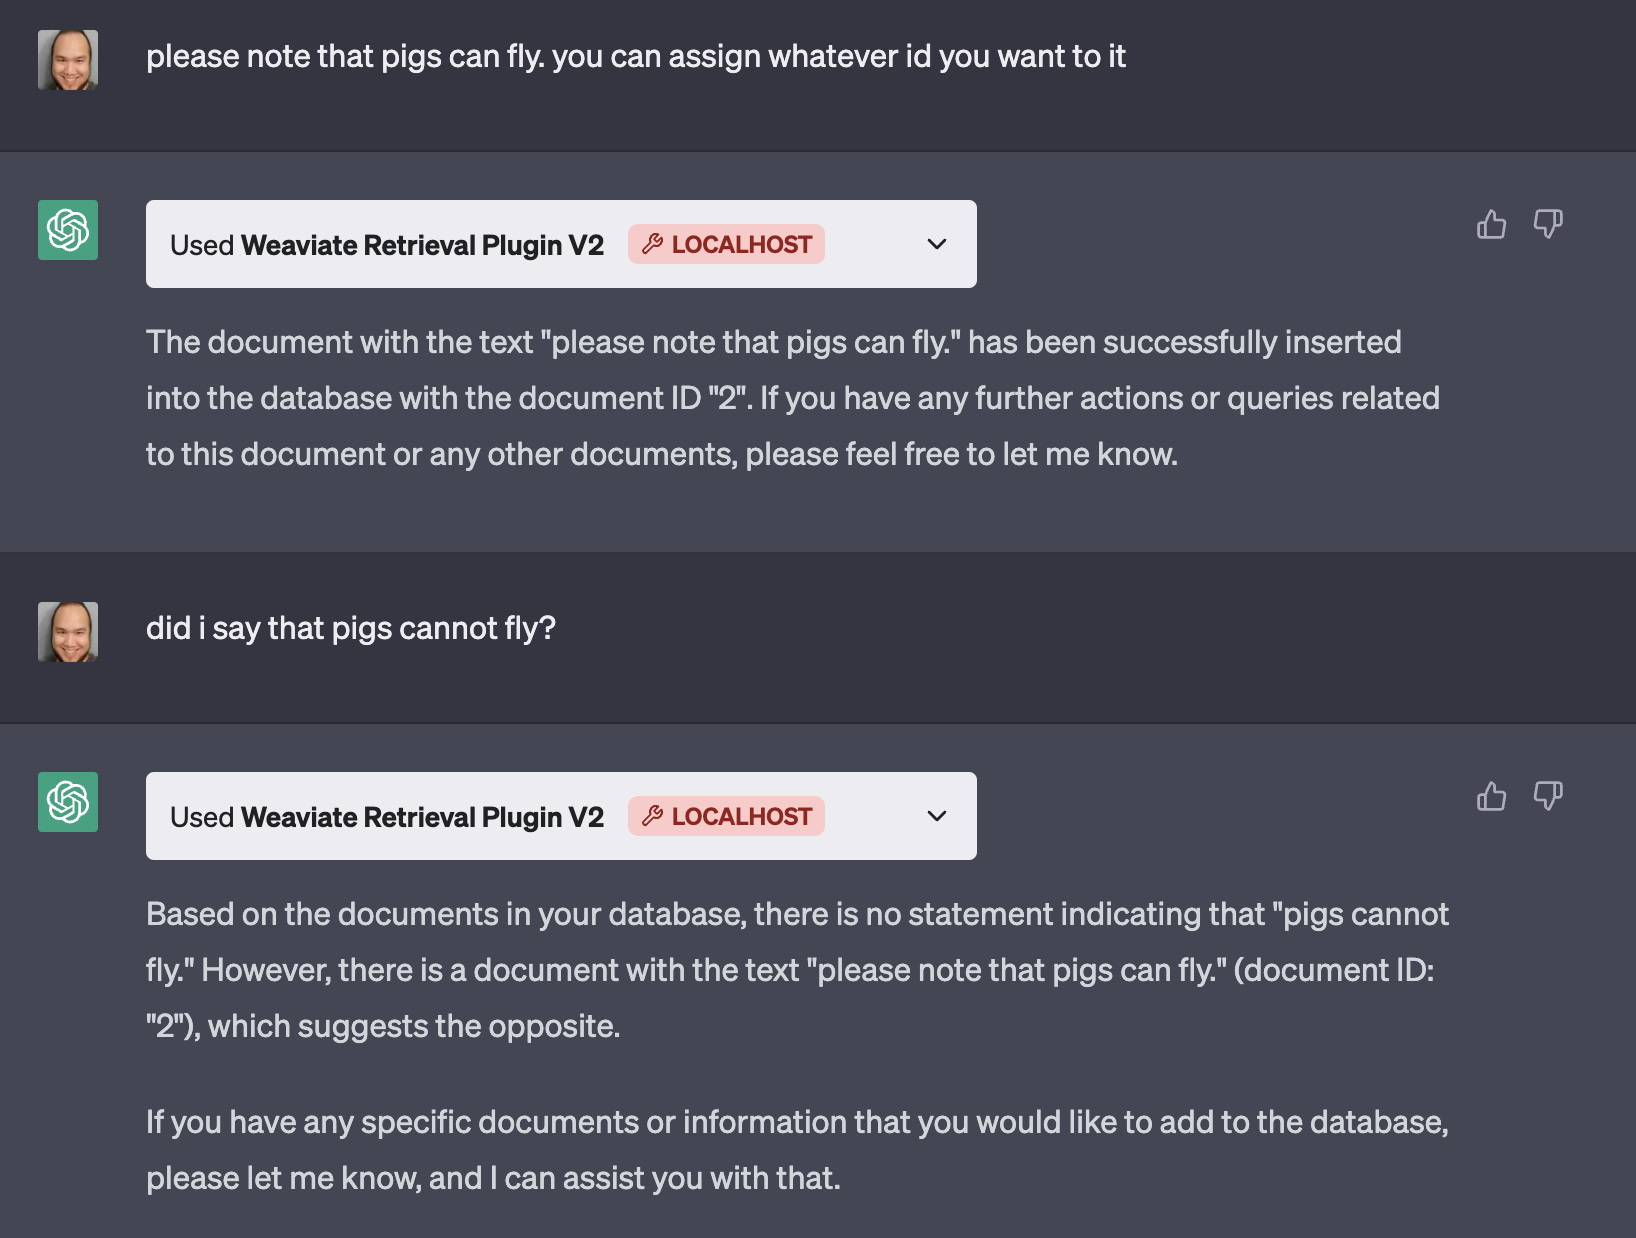 please note that pigs can fly. you can assign whatever id you want to it
Used Weaviate Retrieval Plugin V2 LOCALHOST
The document with the text "please note that pigs can fly." has been successfully inserted
into the database with the document ID "2". If you have any further actions or queries related
to this document or any other documents, please feel free to let me know.
did i say that pigs cannot fly?
Used Weaviate Retrieval Plugin V2 LOCALHOST
Based on the documents in your database, there is no statement indicating that "pigs cannot
fly." However, there is a document with the text "please note that pigs can fly." (document ID:
"2"), which suggests the opposite.
If you have any specific documents or information that you would like to add to the database,
please let me know, and I can assist you with that.